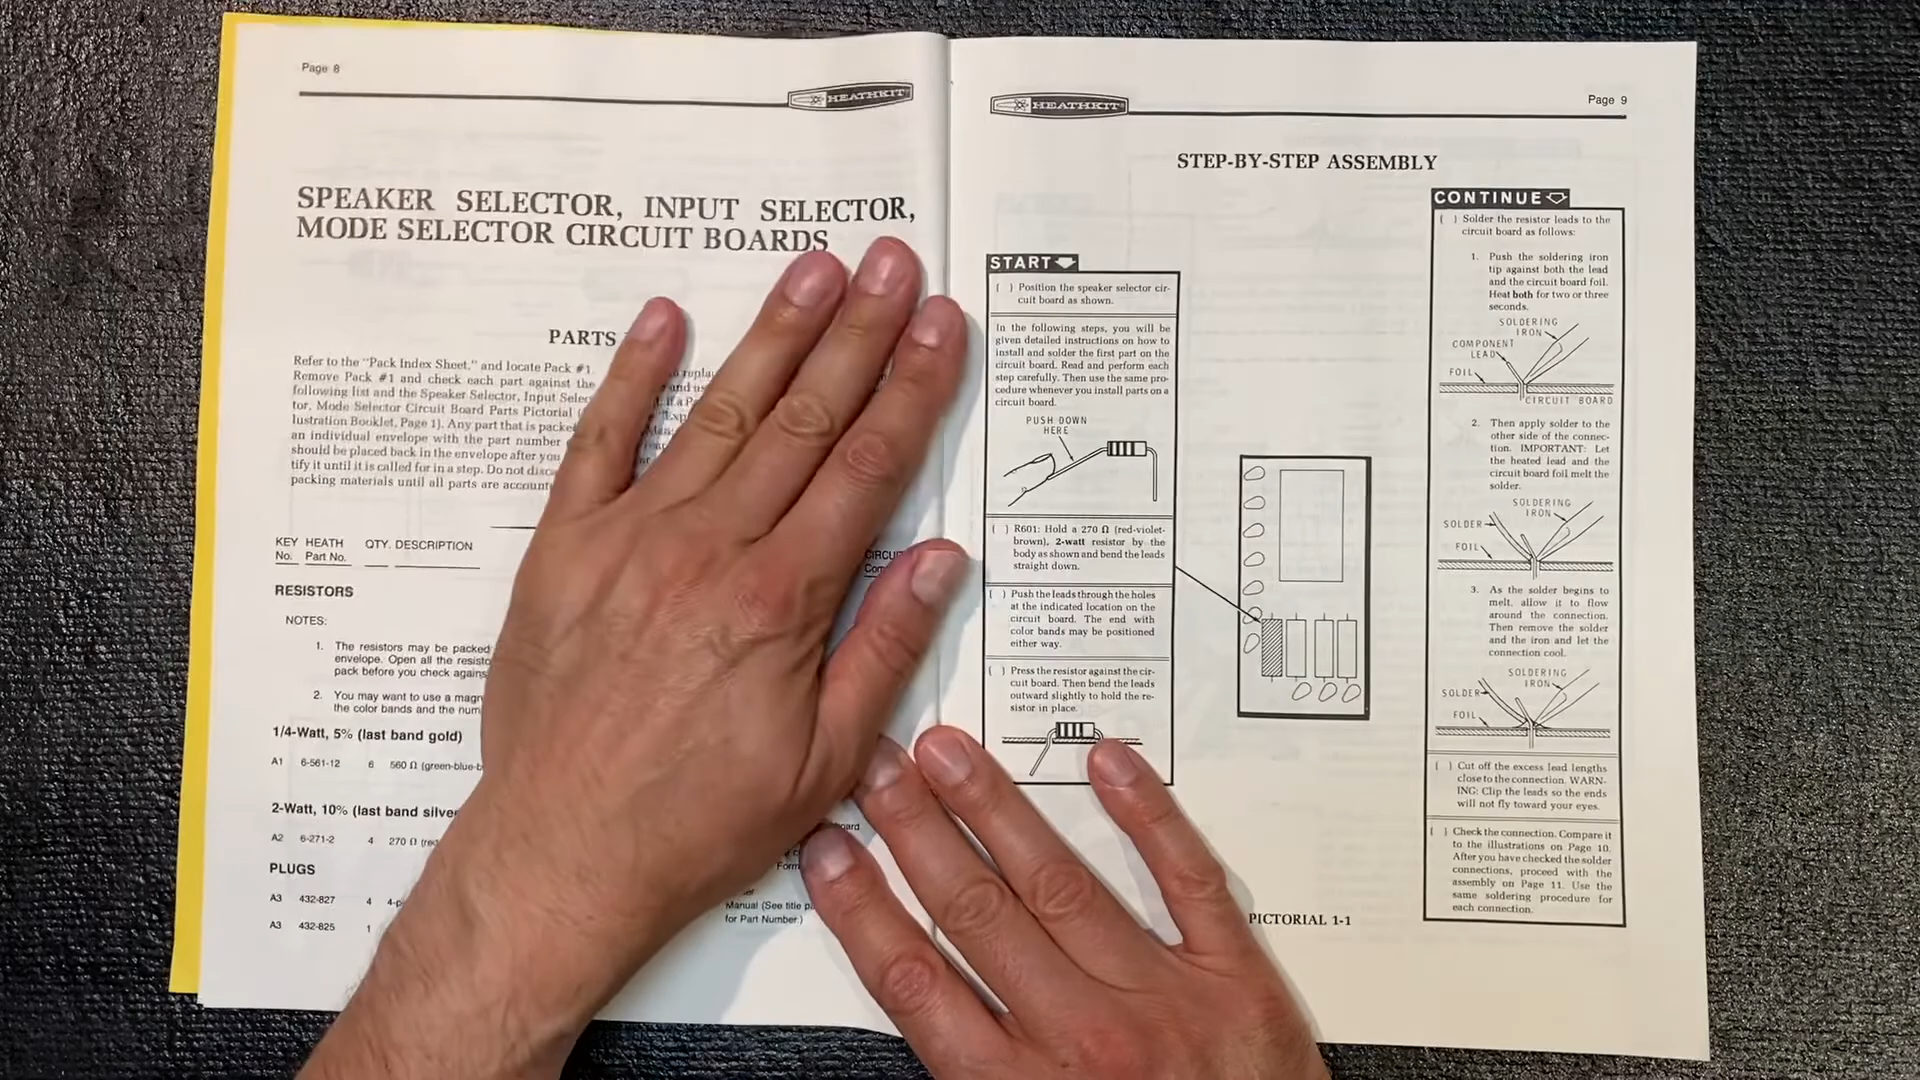 Page 8
HEATHKIT
SPEAKER SELECTOR, INPUT SELECTOR,
MODE SELECTOR CIRCUIT BOARDS
PARTS
Refer to the "Pack Index Sheet," and locate Pack #1.
Remove Pack #1 and check each part against the
following list and the Speaker Selector, Input
tor, Mode Selector Circuit Board Parts Pictorial
lustration Booklet, Page 1). Any part that is
an individual envelope with the part number
should be placed back in the envelope after you
tify it until it is called for in a step. Do not
packing materials until all parts are
KEY HEATH
No. Part No. QTY. DESCRIPTION
RESISTORS
NOTES:
1. The resistors may be packed
envelope. Open all the
pack before you check
2. You may want to use a
the color bands and the
1/4-Watt, 5% (last band gold)
A1 6-561-12 6 560 Ω
2-Watt, 10% (last band
A2 6-271-2 4 270 Ω
PLUGS
A3 432-827 4
A3 432-825 1
Manual (See title
for Part Number.)
HEATHKIT
Page 9
STEP-BY-STEP ASSEMBLY
START
( ) Position the speaker selector cir-
cuit board as shown.
In the following steps, you will be
given detailed instructions on how to
install and solder the first part on the
circuit board. Read and perform each
step carefully. Then use the same pro-
cedure whenever you install parts on a
circuit board.
PUSH DOWN
HERE
( ) R601: Hold a 270 Ω (red-violet-
brown), 2-watt resistor by the
body as shown and bend the leads
straight down.
( ) Push the leads through the holes
at the indicated location on the
circuit board. The end with
color bands may be positioned
either way.
( ) Press the resistor against the cir-
cuit board. Then bend the leads
outward slightly to hold the re-
sistor in place.
PICTORIAL 1-1
CONTINUE
( ) Solder the resistor leads to the
circuit board as follows:
1. Push the soldering iron
tip against both the lead
and the circuit board foil.
Heat both for two or three
seconds.
SOLDERING
IRON
COMPONENT
LEAD
FOIL
CIRCUIT BOARD
2. Then apply solder to the
other side of the connec-
tion. IMPORTANT: Let
the heated lead and the
circuit board foil melt the
solder.
SOLDERING
IRON
SOLDER
FOIL
3. As the solder begins to
melt, allow it to flow
around the connection.
Then remove the solder
and the iron and let the
connection cool.
SOLDERING
IRON
SOLDER
FOIL
( ) Cut off the excess lead lengths
close to the connection. WARN-
ING: Clip the leads so the ends
will not fly toward your eyes.
( ) Check the connection. Compare it
to the illustrations on Page 10.
After you have checked the solder
connections, proceed with the
assembly on Page 11. Use the
same soldering procedure for
each connection.